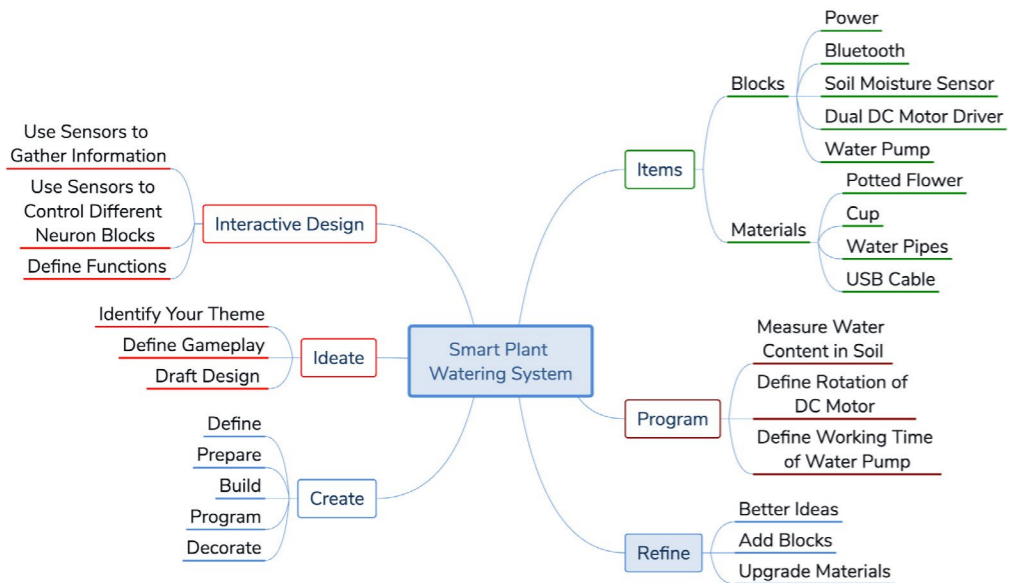 Smart Plant
Watering System
Interactive Design
Use Sensors to
Gather Information
Use Sensors to
Control Different
Neuron Blocks
Define Functions
Ideate
Identify Your Theme
Define Gameplay
Draft Design
Create
Define
Prepare
Build
Program
Decorate
Items
Blocks
Power
Bluetooth
Soil Moisture Sensor
Dual DC Motor Driver
Water Pump
Materials
Potted Flower
Cup
Water Pipes
USB Cable
Program
Measure Water
Content in Soil
Define Rotation of
DC Motor
Define Working Time
of Water Pump
Refine
Better Ideas
Add Blocks
Upgrade Materials